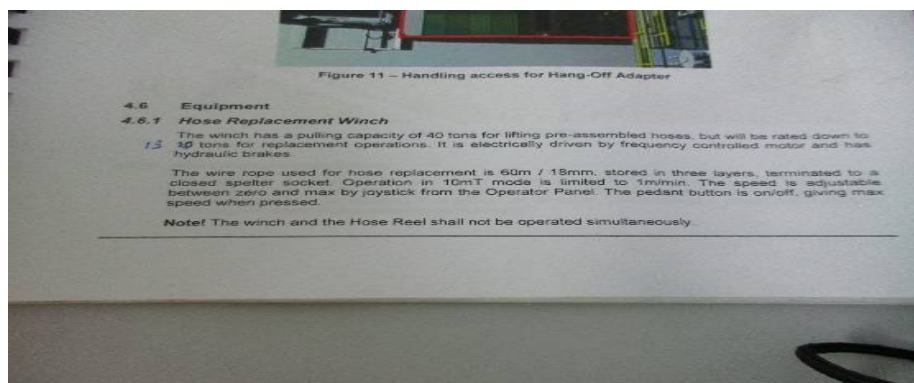 Figure 11 – Handling access for Hang-Off Adapter
4.6 Equipment
4.6.1 Hose Replacement Winch
The winch has a pulling capacity of 40 tons for lifting pre-assembled hoses, but will be rated down to
13 tons for replacement operations. It is electrically driven by frequency controlled motor and has
hydraulic brakes
The wire rope used for hose replacement is 60m / 18mm, stored in three layers, terminated to a
closed spelter socket. Operation in 10mT mode is limited to 1m/min. The speed is adjustable
between zero and max by joystick from the Operator Panel. The pedant button is on/off, giving max
speed when pressed.
Note! The winch and the Hose Reel shall not be operated simultaneously.